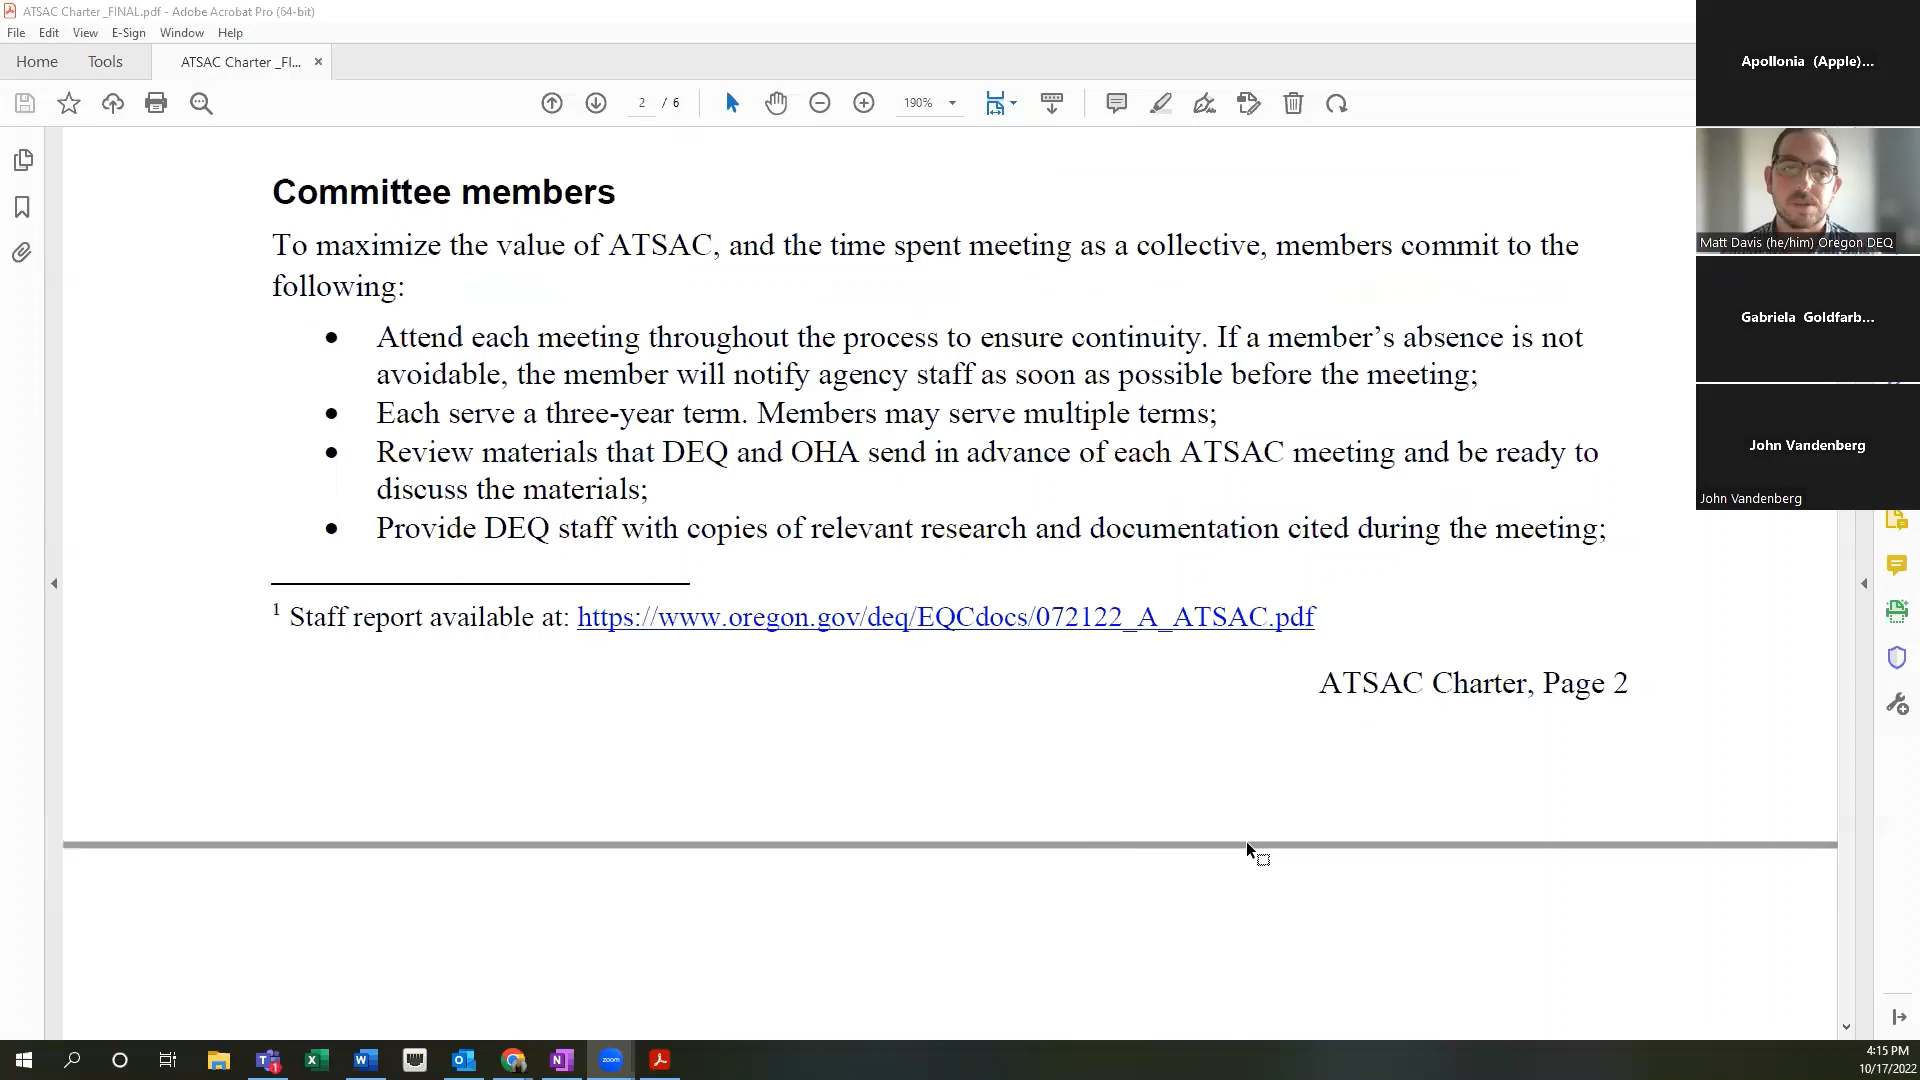 ATSAC Charter _FINAL.pdf - Adobe Acrobat Pro (64-bit)
File Edit View E-Sign Window Help
Home Tools ATSAC Charter _FI... ×
2 / 6 190%
Committee members
To maximize the value of ATSAC, and the time spent meeting as a collective, members commit to the
following:
• Attend each meeting throughout the process to ensure continuity. If a member’s absence is not
avoidable, the member will notify agency staff as soon as possible before the meeting;
• Each serve a three-year term. Members may serve multiple terms;
• Review materials that DEQ and OHA send in advance of each ATSAC meeting and be ready to
discuss the materials;
• Provide DEQ staff with copies of relevant research and documentation cited during the meeting;
1 Staff report available at: https://www.oregon.gov/deq/EQCdocs/072122_A_ATSAC.pdf
ATSAC Charter, Page 2
Apollonia (Apple)...
Matt Davis (he/him) Oregon DEQ
Gabriela Goldfarb...
John Vandenberg
John Vandenberg
zoom
4:15 PM
10/17/2022